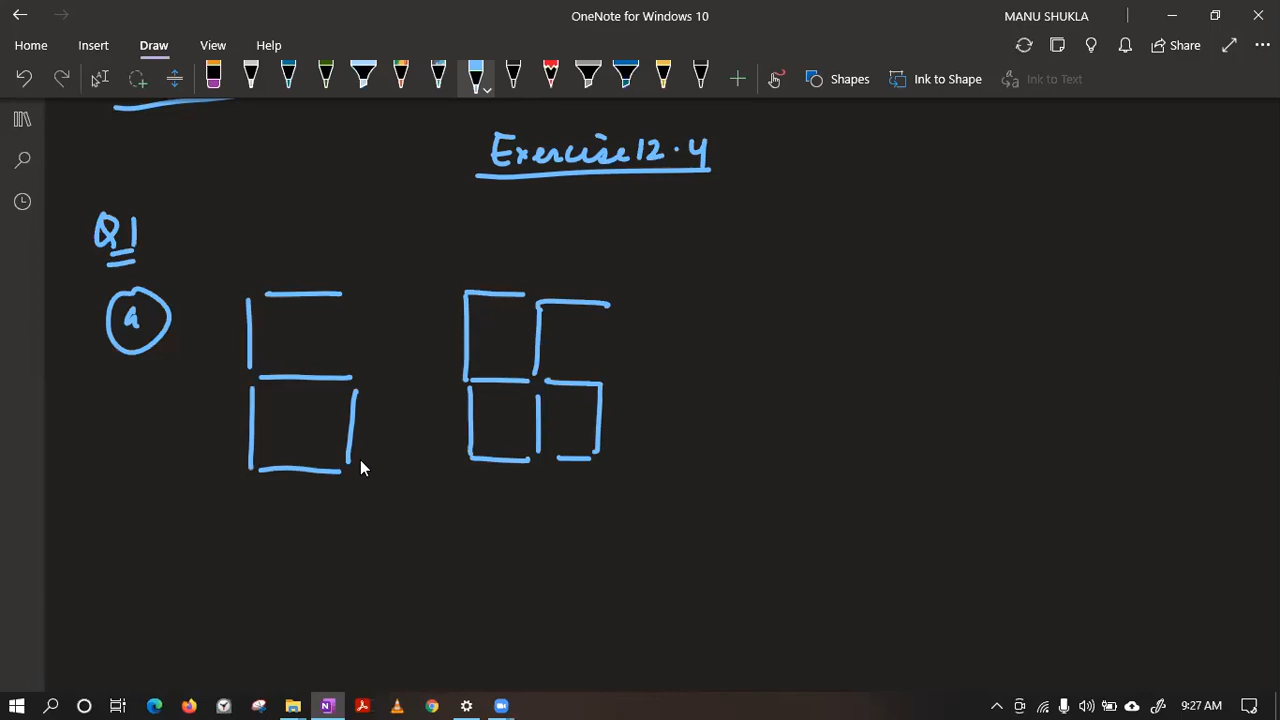 OneNote for Windows 10
MANU SHUKLA
Home Insert Draw View Help
Share
Shapes
Ink to Shape
Ink to Text
Exercise 12.4
Q1
a
9:27 AM